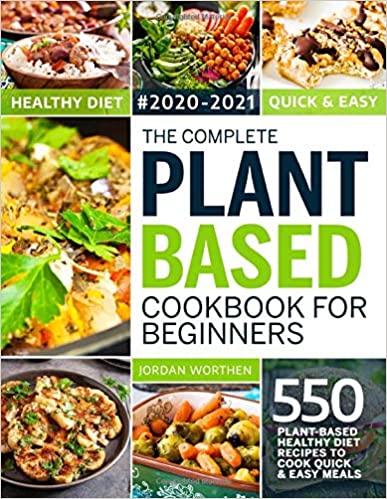 HEALTHY DIET
#2020-2021
QUICK & EASY
THE COMPLETE
PLANT
BASED
COOKBOOK FOR
BEGINNERS
JORDAN WORTHEN
550
PLANT-BASED
HEALTHY DIET
RECIPES TO
COOK QUICK
& EASY MEALS